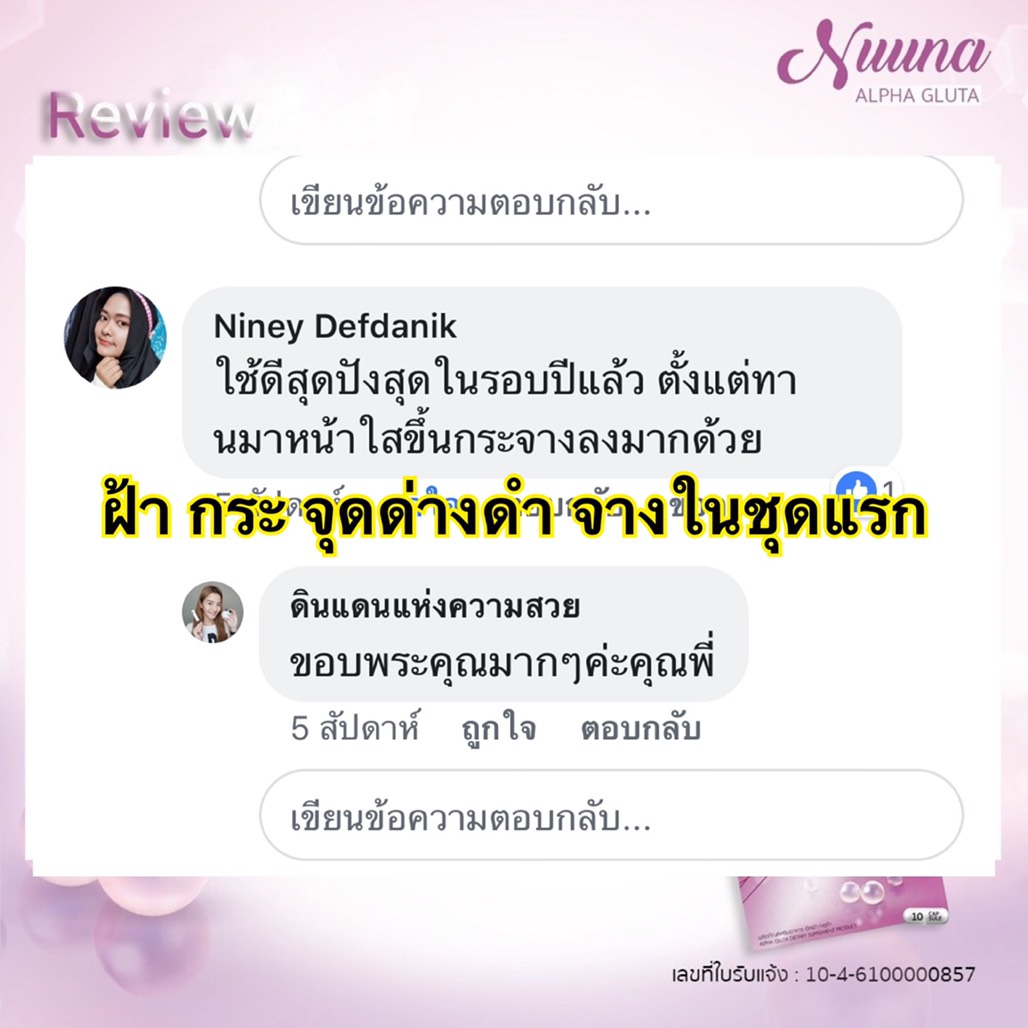 Nuuna
ALPHA GLUTA
Review
เขียนข้อความตอบกลับ...
Niney Defdanik
ใช้ดีสุดปังสุดในรอบปีแล้ว ตั้งแต่ทา
นมาหน้าใสขึ้นกระจางลงมากด้วย
1
ฝ้า กระ จุดด่างดำ จางในชุดแรก
ดินแดนแห่งความสวย
ขอบพระคุณมากๆค่ะคุณพี่
5 สัปดาห์ ถูกใจ ตอบกลับ
เขียนข้อความตอบกลับ...
10 CAP SULE
ALPHA GLUTA DIETARY SUPPLEMENT PRODUCT
เลขที่ใบรับแจ้ง : 10-4-6100000857